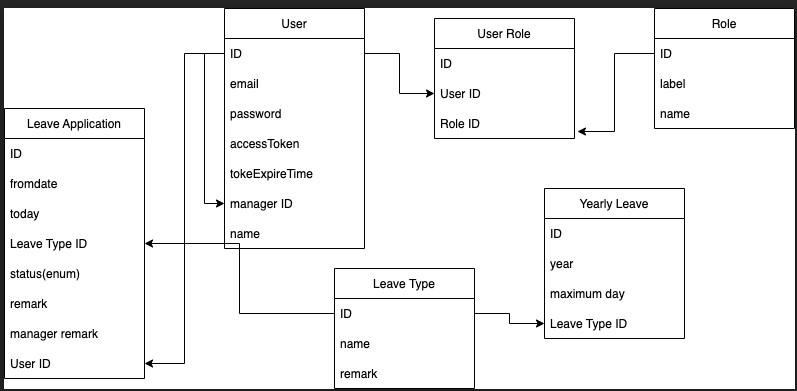 User
ID
email
password
accessToken
tokeExpireTime
manager ID
name
User Role
ID
User ID
Role ID
Role
ID
label
name
Leave Application
ID
fromdate
today
Leave Type ID
status(enum)
remark
manager remark
User ID
Yearly Leave
ID
year
maximum day
Leave Type ID
Leave Type
ID
name
remark